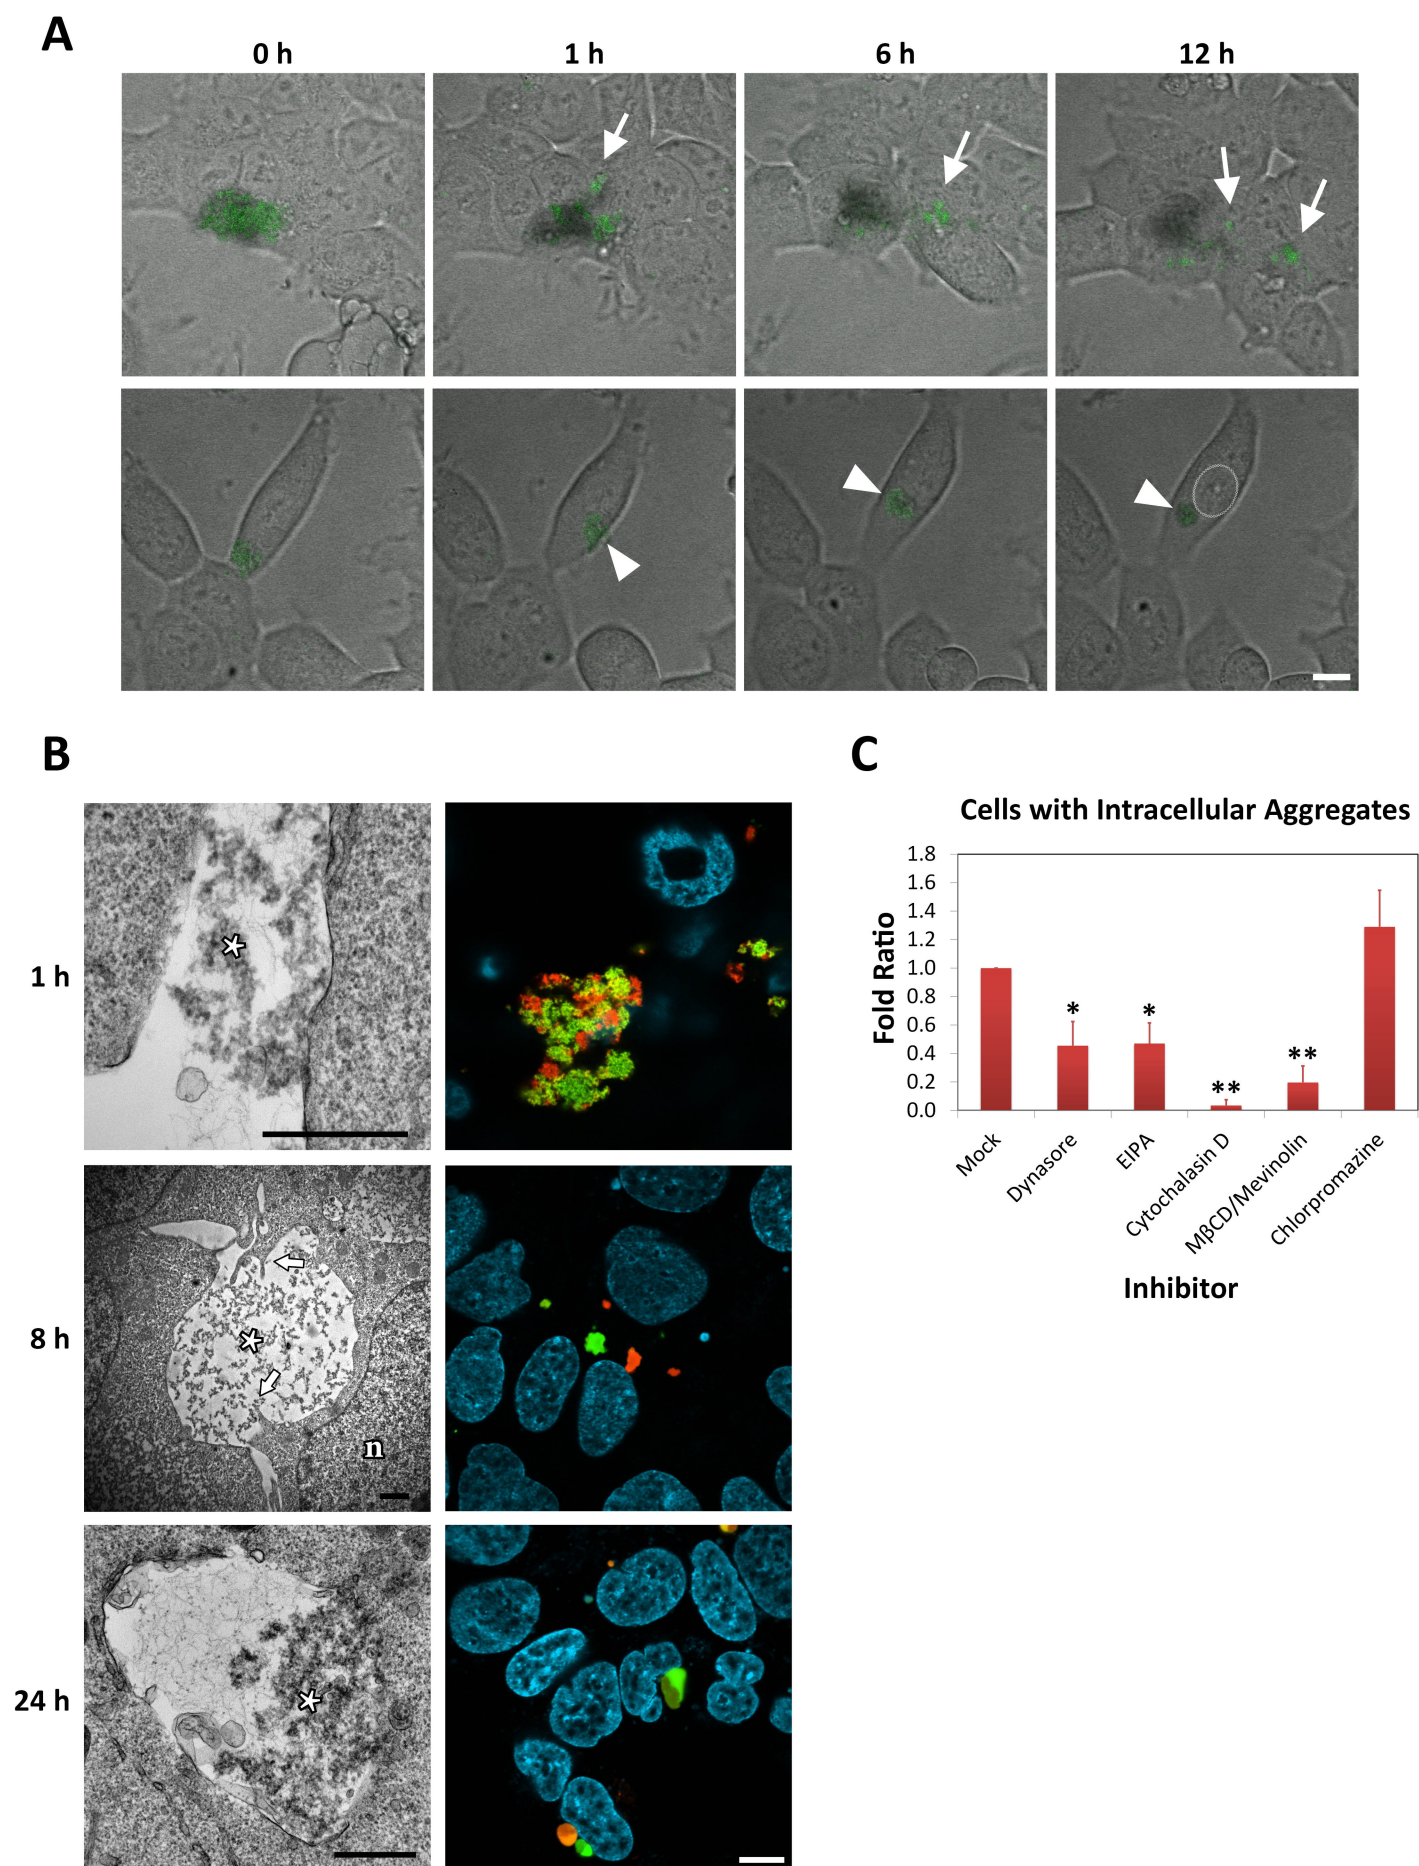 A
0 h 1 h 6 h 12 h
B
1 h
8 h
n
24 h
C
Cells with Intracellular Aggregates
Fold Ratio
1.8
1.6
1.4
1.2
1.0
0.8
0.6
0.4
0.2
0.0
* * ** **
Mock Dynasore EIPA Cytochalasin D MβCD/Mevinolin Chlorpromazine
Inhibitor